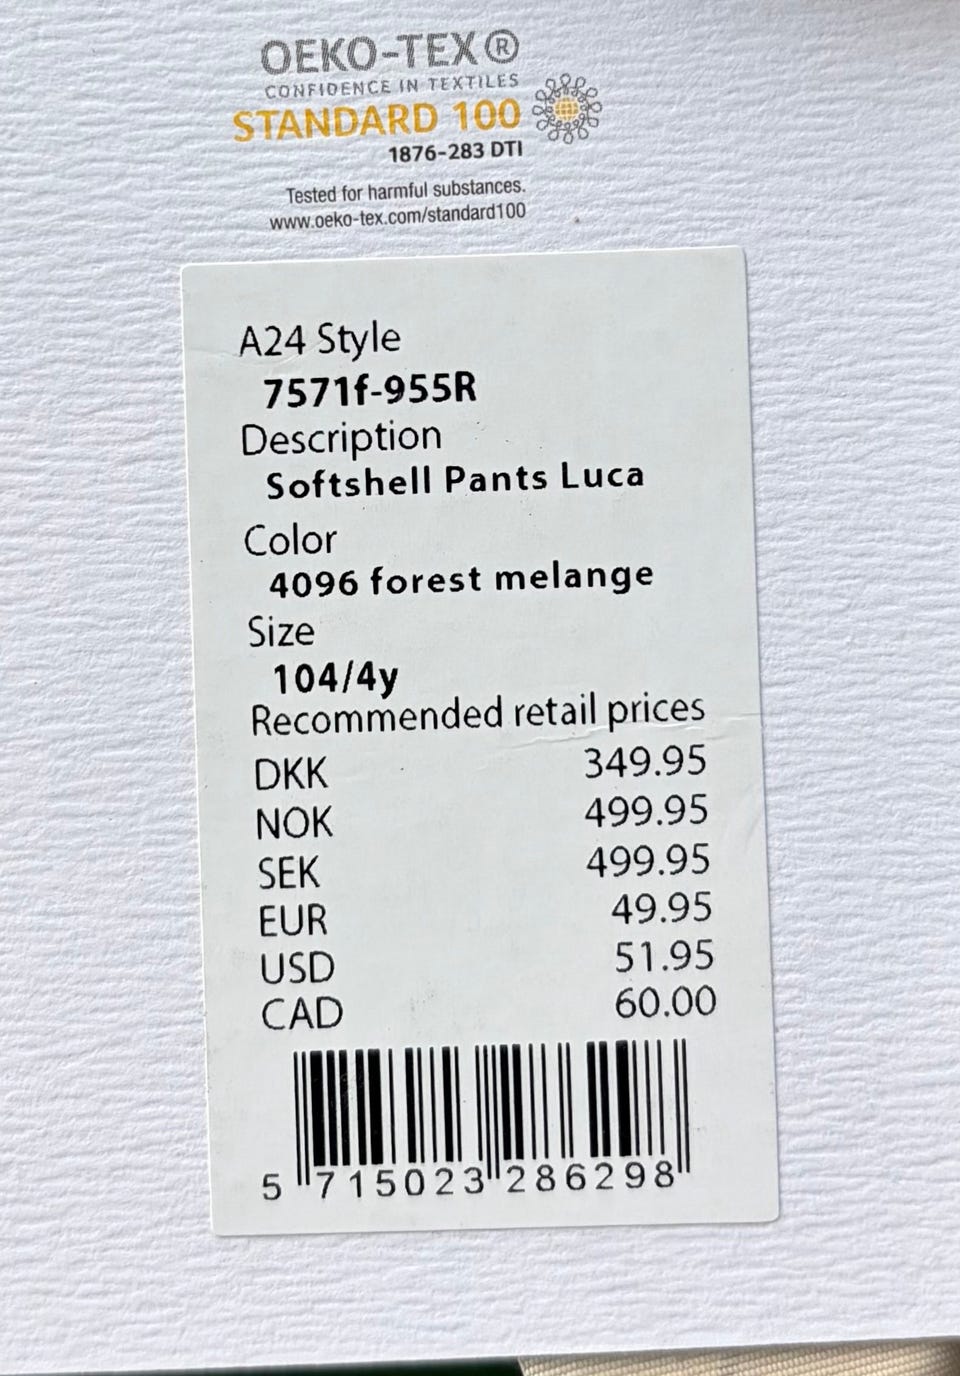 OEKO-TEX®
CONFIDENCE IN TEXTILES
STANDARD 100
1876-283 DTI
Tested for harmful substances.
www.oeko-tex.com/standard100
A24 Style
7571f-955R
Description
Softshell Pants Luca
Color
4096 forest melange
Size
104/4y
Recommended retail prices
DKK 349.95
NOK 499.95
SEK 499.95
EUR 49.95
USD 51.95
CAD 60.00
5 715023 286298